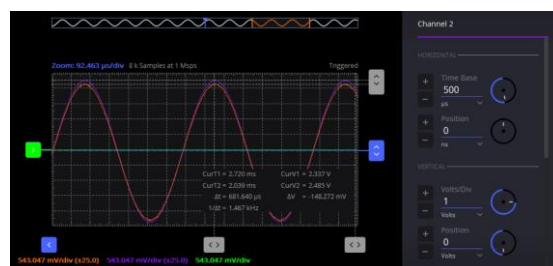 Channel 2
HORIZONTAL
Zoom: 92.463 µs/div 8 k Samples at 1 Msps Triggered
+ Time Base
500
− µs
+ Position
0
− ns
CurT1 = 2.720 ms CurV1 = 2.337 V
CurT2 = 2.039 ms CurV2 = 2.485 V
Δt = 681.640 µs ΔV = -148.272 mV
1/Δt = 1.467 kHz
VERTICAL
+ Volts/Div
1
− Volts
+ Position
0
− Volts
543.047 mV/div (±25.0) 543.047 mV/div (±25.0) 543.047 mV/div